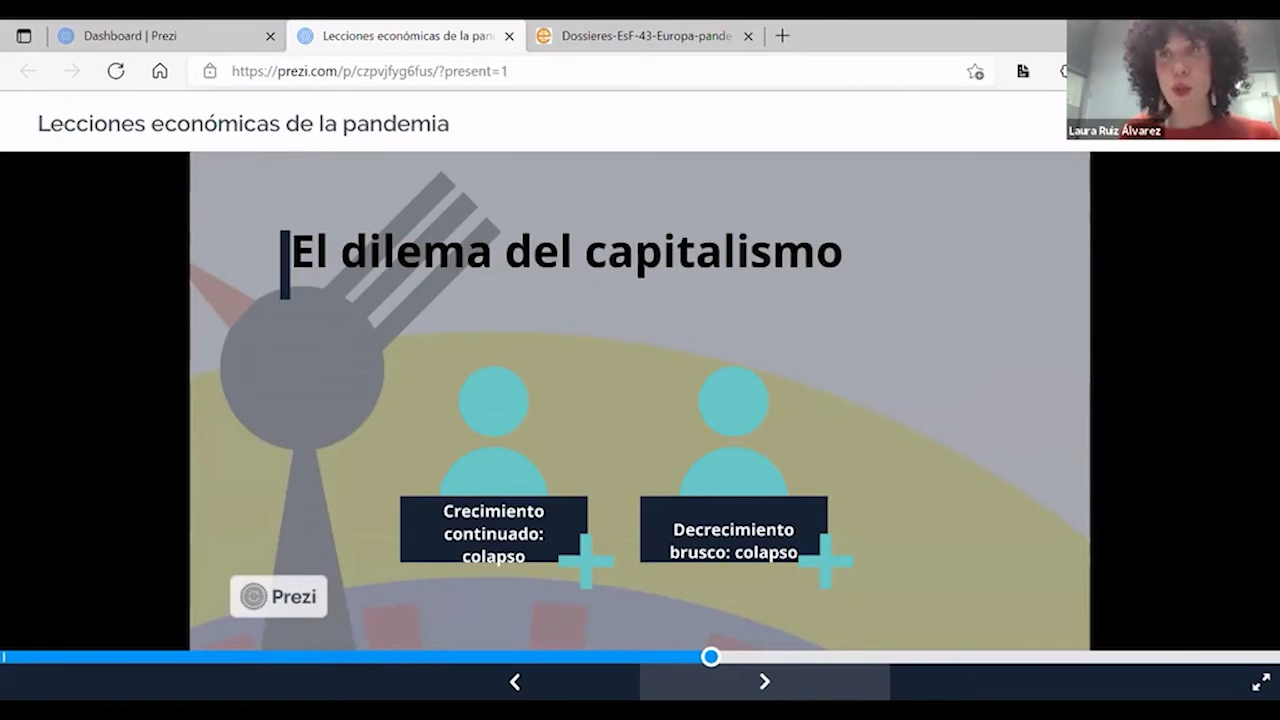 Dashboard | Prezi
Lecciones económicas de la pan
Dossieres-EsF-43-Europa-pande
https://prezi.com/p/czpvjfyg6fus/?present=1
Laura Ruiz Álvarez
Lecciones económicas de la pandemia
El dilema del capitalismo
Crecimiento
continuado:
colapso
Decrecimiento
brusco: colapso
Prezi